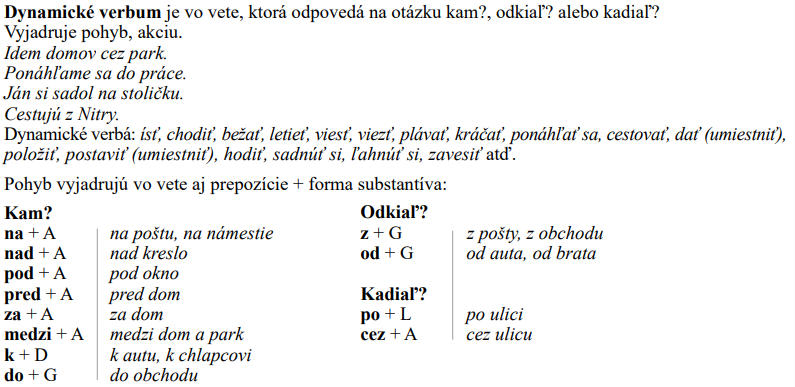 Dynamické verbum je vo vete, ktorá odpovedá na otázku kam?, odkiaľ? alebo kadiaľ?
Vyjadruje pohyb, akciu.
Idem domov cez park.
Ponáhľame sa do práce.
Ján si sadol na stoličku.
Cestujú z Nitry.
Dynamické verbá: ísť, chodiť, bežať, letieť, viesť, viezť, plávať, kráčať, ponáhľať sa, cestovať, dať (umiestniť),
položiť, postaviť (umiestniť), hodiť, sadnúť si, ľahnúť si, zavesiť atď.
Pohyb vyjadrujú vo vete aj prepozície + forma substantíva:
Kam?
na + A na poštu, na námestie
nad + A nad kreslo
pod + A pod okno
pred + A pred dom
za + A za dom
medzi + A medzi dom a park
k + D k autu, k chlapcovi
do + G do obchodu
Odkiaľ?
z + G z pošty, z obchodu
od + G od auta, od brata
Kadiaľ?
po + L po ulici
cez + A cez ulicu